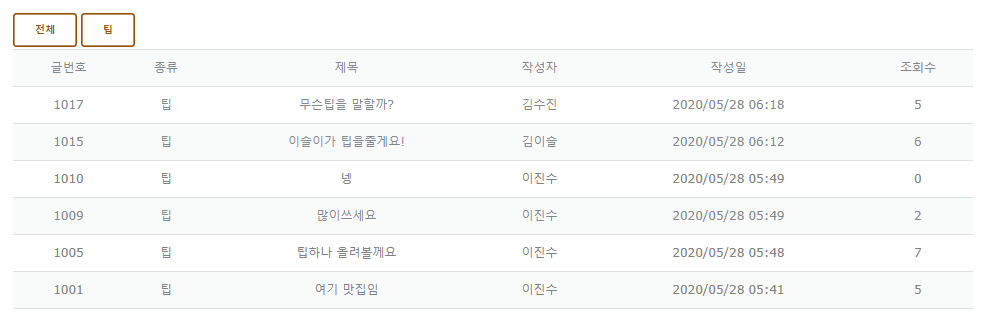 전체 팁
글번호 종류 제목 작성자 작성일 조회수
1017 팁 무슨팁을 말할까? 김수진 2020/05/28 06:18 5
1015 팁 이슬이가 팁을줄게요! 김이슬 2020/05/28 06:12 6
1010 팁 넹 이진수 2020/05/28 05:49 0
1009 팁 많이쓰세요 이진수 2020/05/28 05:49 2
1005 팁 팁하나 올려볼께요 이진수 2020/05/28 05:48 7
1001 팁 여기 맛집임 이진수 2020/05/28 05:41 5